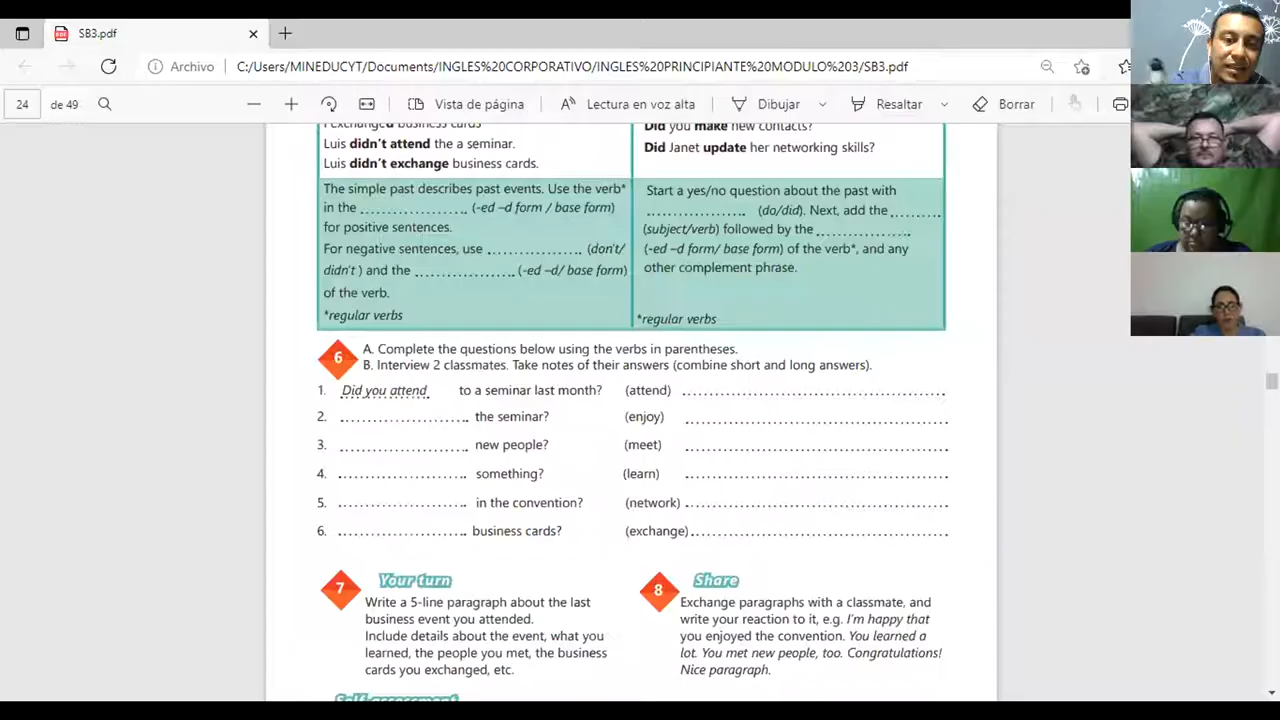 SB3.pdf
Archivo C:/Users/MINEDUCYT/Documents/INGLES%20CORPORATIVO/INGLES%20PRINCIPIANTE%20MODULO%203/SB3.pdf
24 de 49 Vista de página Lectura en voz alta Dibujar Resaltar Borrar
I exchanged business cards
Luis didn't attend the a seminar.
Luis didn't exchange business cards.
Did you make new contacts?
Did Janet update her networking skills?
The simple past describes past events. Use the verb*
in the ........................ (-ed –d form / base form)
for positive sentences.
For negative sentences, use ..................... (don't/
didn't ) and the ...................... (-ed –d/ base form)
of the verb.
*regular verbs
Start a yes/no question about the past with
...................... (do/did). Next, add the ...........
(subject/verb) followed by the .....................
(-ed –d form/ base form) of the verb*, and any
other complement phrase.
*regular verbs
6
A. Complete the questions below using the verbs in parentheses.
B. Interview 2 classmates. Take notes of their answers (combine short and long answers).
1. Did you attend to a seminar last month? (attend) ............................................................
2. ............................. the seminar? (enjoy) ............................................................
3. ............................. new people? (meet) ............................................................
4. ............................. something? (learn) ............................................................
5. ............................. in the convention? (network) ............................................................
6. ............................. business cards? (exchange) ............................................................
7 Your turn
Write a 5-line paragraph about the last
business event you attended.
Include details about the event, what you
learned, the people you met, the business
cards you exchanged, etc.
8 Share
Exchange paragraphs with a classmate, and
write your reaction to it, e.g. I'm happy that
you enjoyed the convention. You learned a
lot. You met new people, too. Congratulations!
Nice paragraph.
Self-assessment